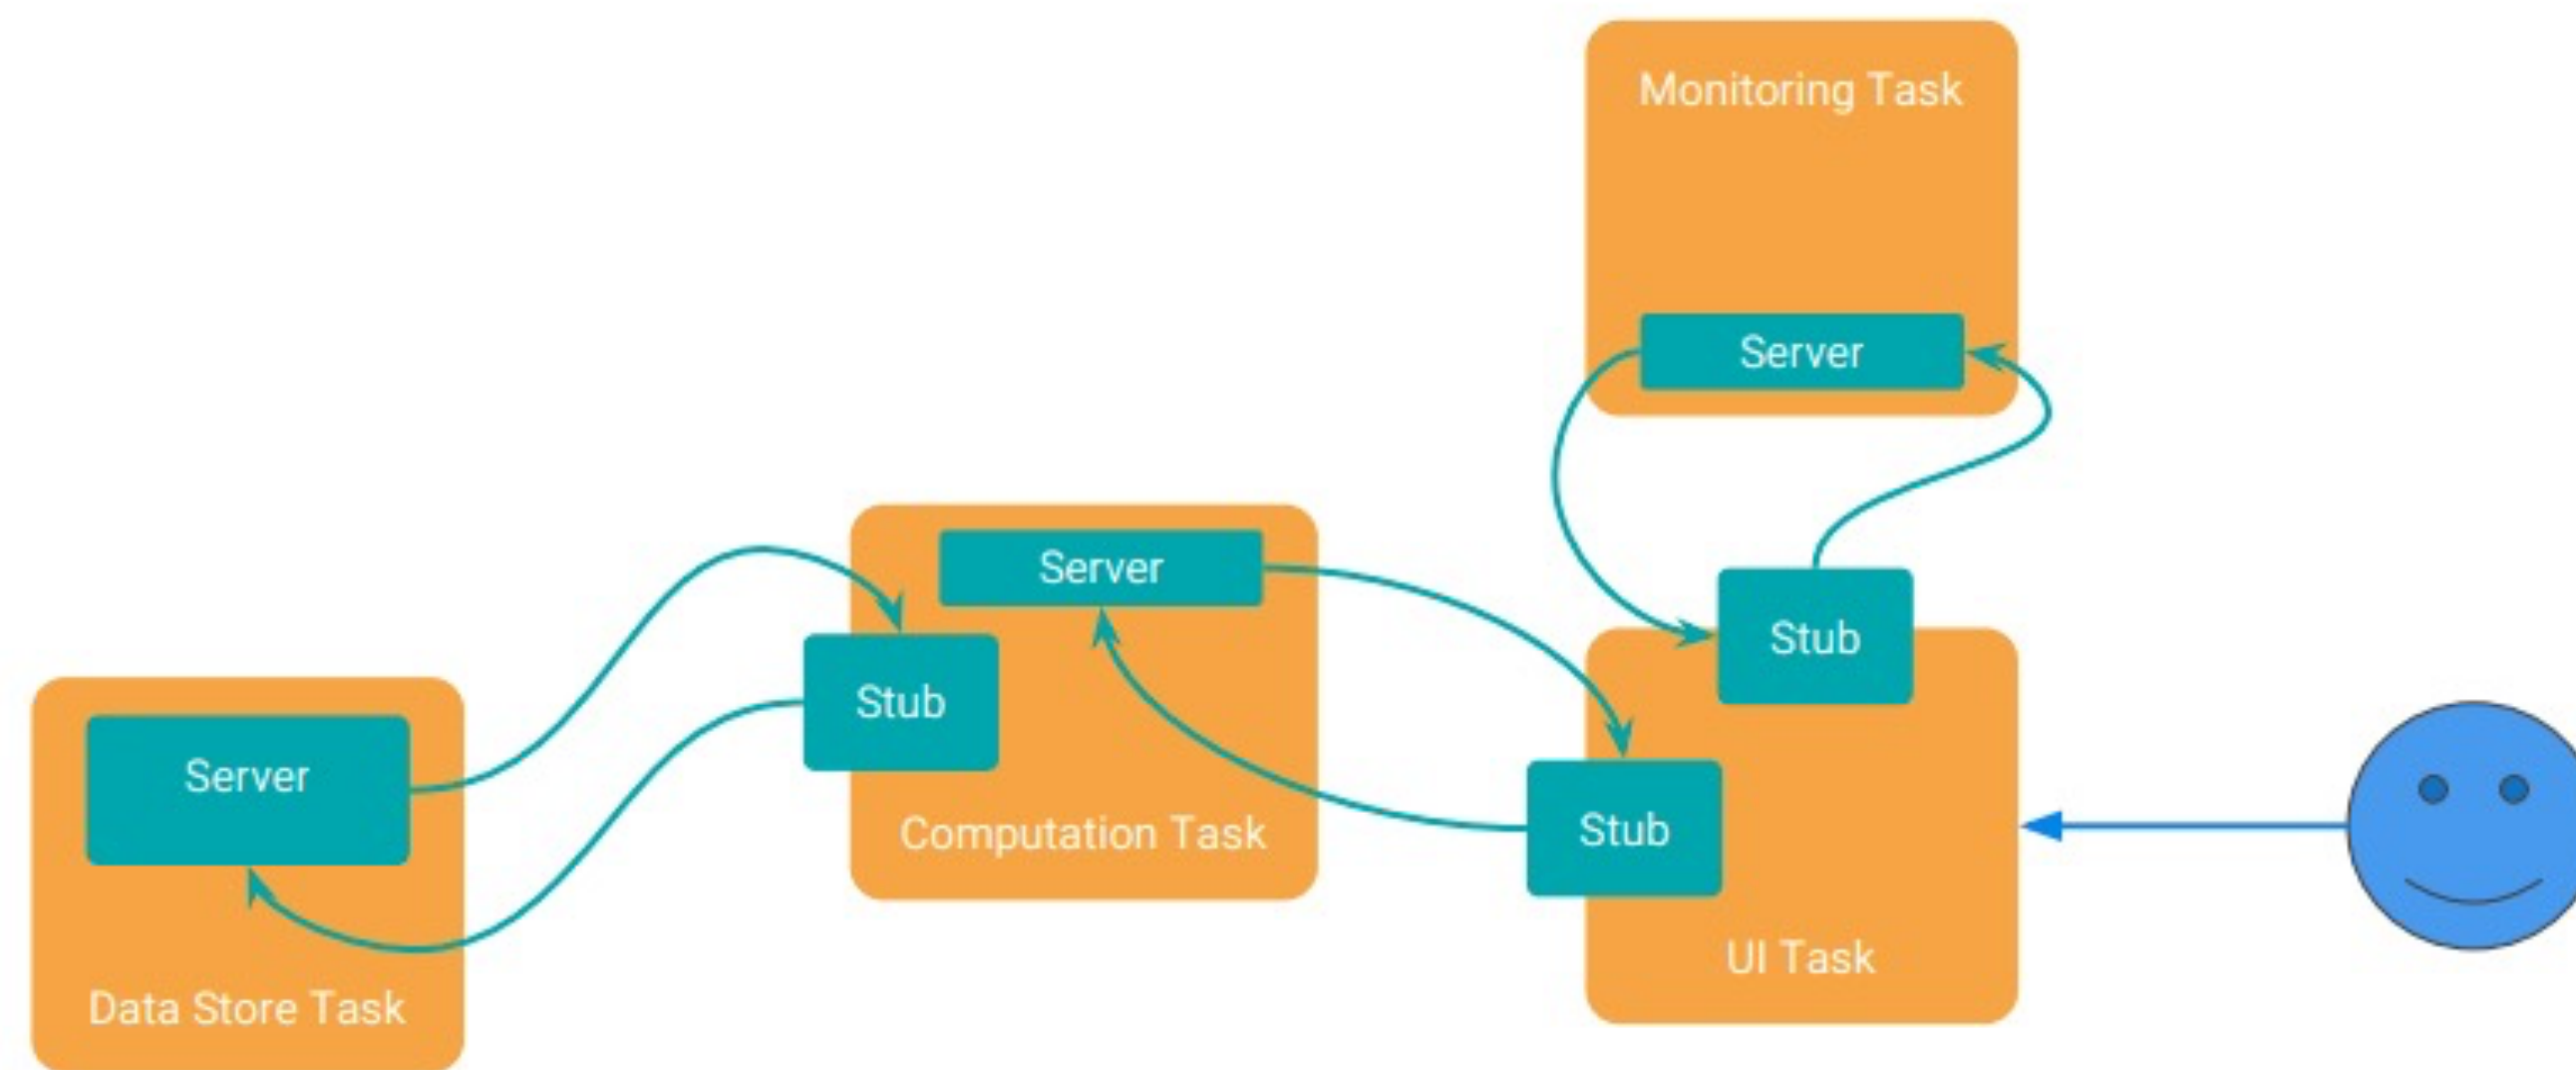 Monitoring Task
Server
Server
Stub
Stub
Server
Stub
Computation Task
UI Task
Data Store Task